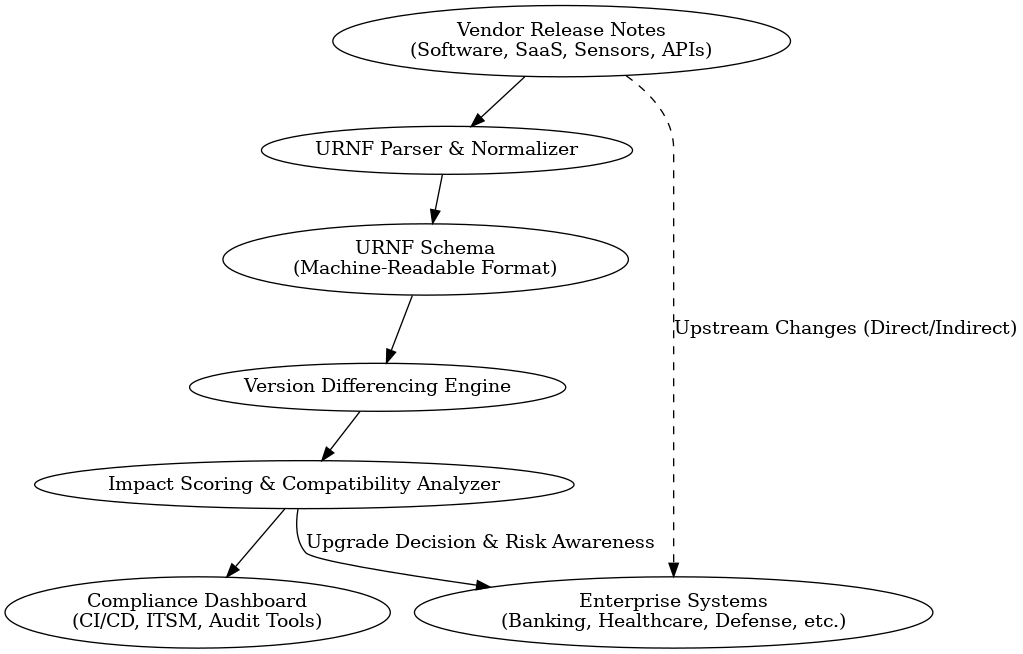 Vendor Release Notes
(Software, SaaS, Sensors, APIs)
URNF Parser & Normalizer
URNF Schema
(Machine-Readable Format)
Upstream Changes (Direct/Indirect)
Version Differencing Engine
Impact Scoring & Compatibility Analyzer
Upgrade Decision & Risk Awareness
Compliance Dashboard
(CI/CD, ITSM, Audit Tools)
Enterprise Systems
(Banking, Healthcare, Defense, etc.)